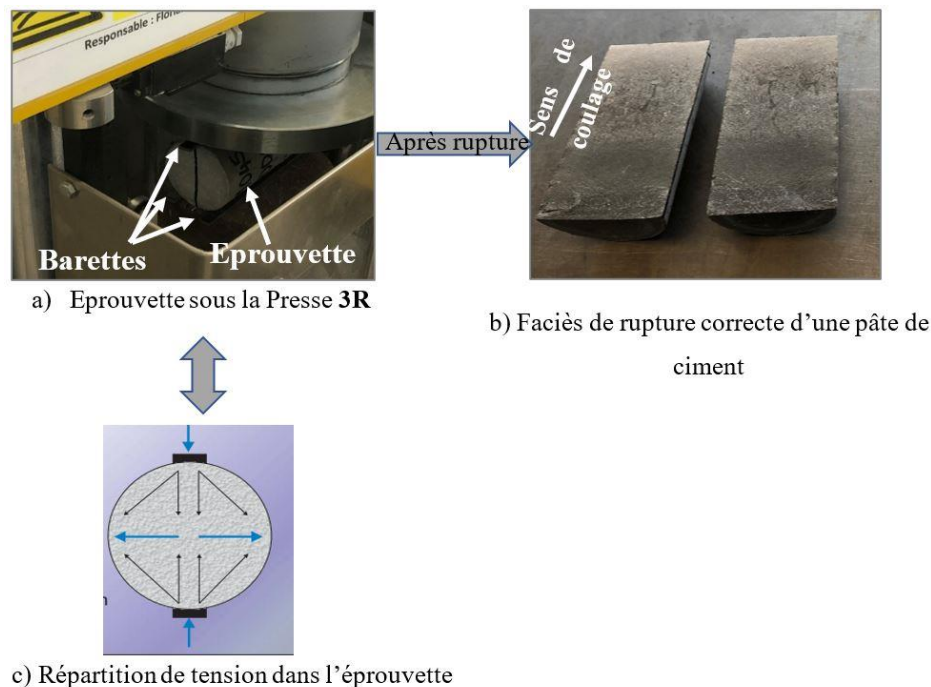 Responsable : Flori
Barettes
Eprouvette
a) Eprouvette sous la Presse 3R
Après rupture
Sens de
coulage
b) Faciès de rupture correcte d’une pâte de
ciment
n
c) Répartition de tension dans l’éprouvette